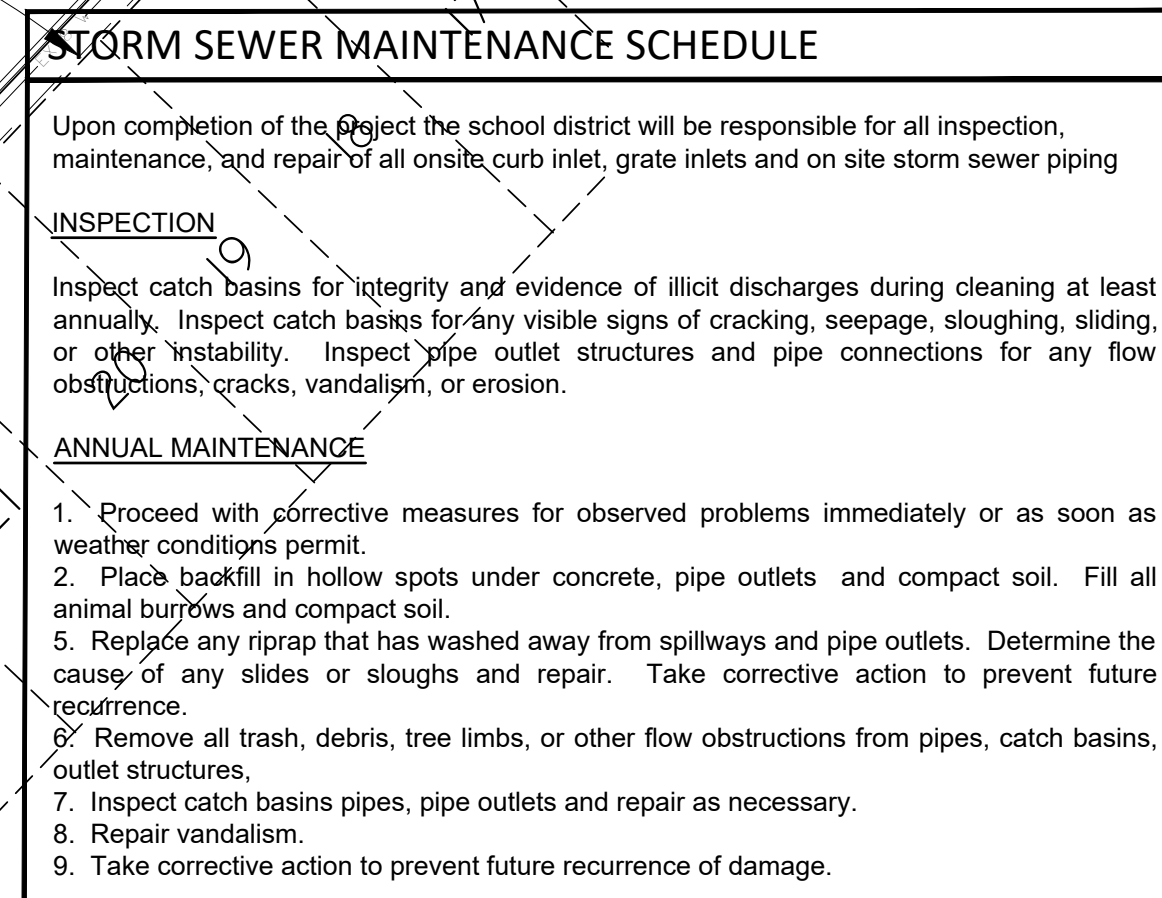 STORM SEWER MAINTENANCE SCHEDULE
Upon completion of the project the school district will be responsible for all inspection,
maintenance, and repair of all onsite curb inlet, grate inlets and on site storm sewer piping
INSPECTION
19
Inspect catch basins for integrity and evidence of illicit discharges during cleaning at least
annually. Inspect catch basins for any visible signs of cracking, seepage, sloughing, sliding,
or other instability. Inspect pipe outlet structures and pipe connections for any flow
20
obstructions, cracks, vandalism, or erosion.
ANNUAL MAINTENANCE
1. Proceed with corrective measures for observed problems immediately or as soon as
weather conditions permit.
2. Place backfill in hollow spots under concrete, pipe outlets and compact soil. Fill all
animal burrows and compact soil.
5. Replace any riprap that has washed away from spillways and pipe outlets. Determine the
cause of any slides or sloughs and repair. Take corrective action to prevent future
recurrence.
6. Remove all trash, debris, tree limbs, or other flow obstructions from pipes, catch basins,
outlet structures,
7. Inspect catch basins pipes, pipe outlets and repair as necessary.
8. Repair vandalism.
9. Take corrective action to prevent future recurrence of damage.